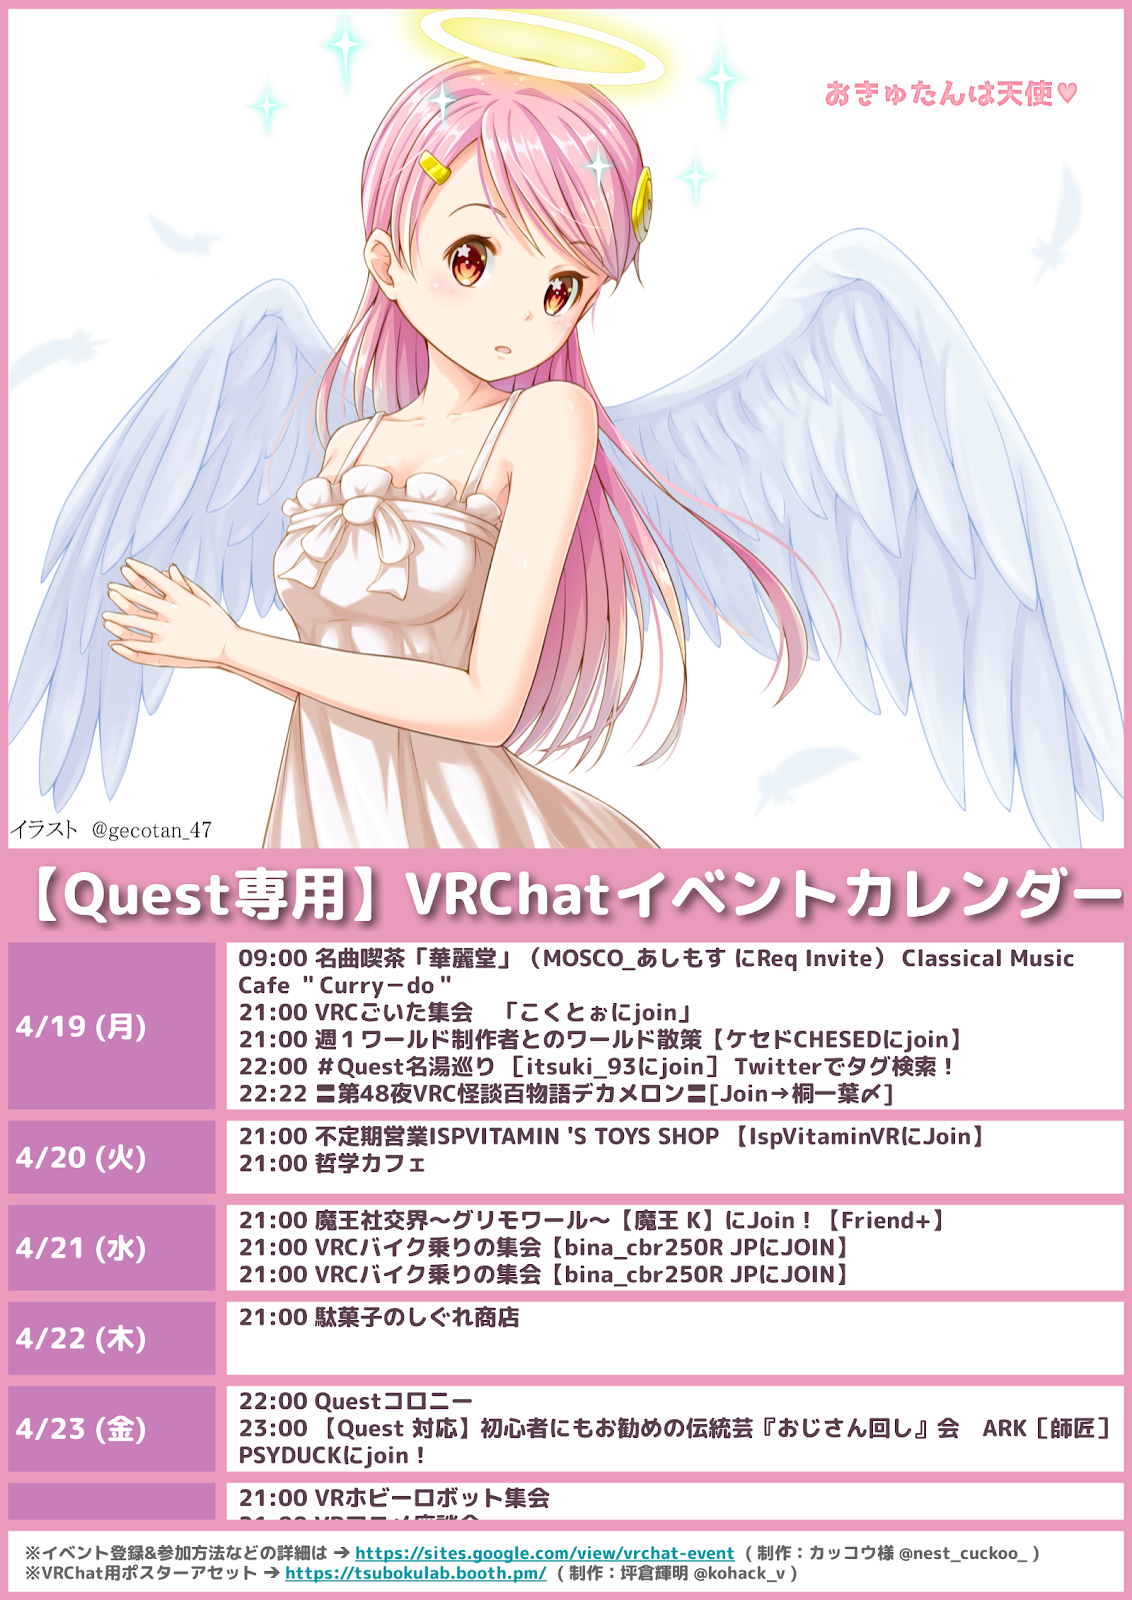 おきゅたんは天使♥
イラスト @gecotan_47
【Quest専用】VRChatイベントカレンダー
4/19 (月)
09:00 名曲喫茶「華麗堂」（MOSCO_あしもす にReq Invite） Classical Music
Cafe ＂Curry－do＂
21:00 VRCごいた集会　「こくとぉにjoin」
21:00 週１ワールド制作者とのワールド散策【ケセドCHESEDにjoin】
22:00 ＃Quest名湯巡り ［itsuki_93にjoin］ Twitterでタグ検索！
22:22 〓第48夜VRC怪談百物語デカメロン〓[Join→桐一葉〆]
4/20 (火)
21:00 不定期営業ISPVITAMIN 'S TOYS SHOP 【IspVitaminVRにJoin】
21:00 哲学カフェ
4/21 (水)
21:00 魔王社交界～グリモワール～【魔王 K】にJoin！【Friend+】
21:00 VRCバイク乗りの集会【bina_cbr250R JPにJOIN】
21:00 VRCバイク乗りの集会【bina_cbr250R JPにJOIN】
4/22 (木)
21:00 駄菓子のしぐれ商店
4/23 (金)
22:00 Questコロニー
23:00 【Quest 対応】初心者にもお勧めの伝統芸『おじさん回し』会　ARK［師匠］
PSYDUCKにjoin！
21:00 VRホビーロボット集会
※イベント登録&参加方法などの詳細は → https://sites.google.com/view/vrchat-event （ 制作：カッコウ様 @nest_cuckoo_ ）
※VRChat用ポスターアセット → https://tsubokulab.booth.pm/ （ 制作：坪倉輝明 @kohack_v ）